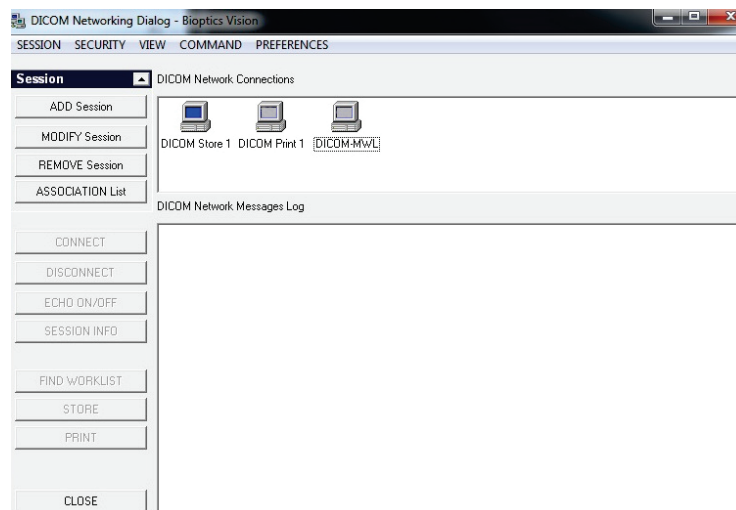 DICOM Networking Dialog - Bioptics Vision
SESSION SECURITY VIEW COMMAND PREFERENCES
Session
DICOM Network Connections
ADD Session
MODIFY Session
REMOVE Session
ASSOCIATION List
DICOM Store 1 DICOM Print 1 DICOM-MWL
DICOM Network Messages Log
CONNECT
DISCONNECT
ECHO ON/OFF
SESSION INFO
FIND WORKLIST
STORE
PRINT
CLOSE